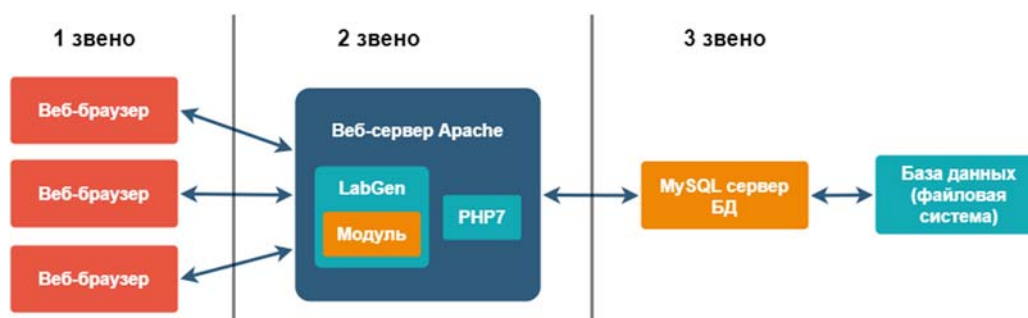 1 звено
2 звено
3 звено
Веб-браузер
Веб-браузер
Веб-браузер
Веб-сервер Apache
LabGen
Модуль
PHP7
MySQL сервер
БД
База данных
(файловая
система)